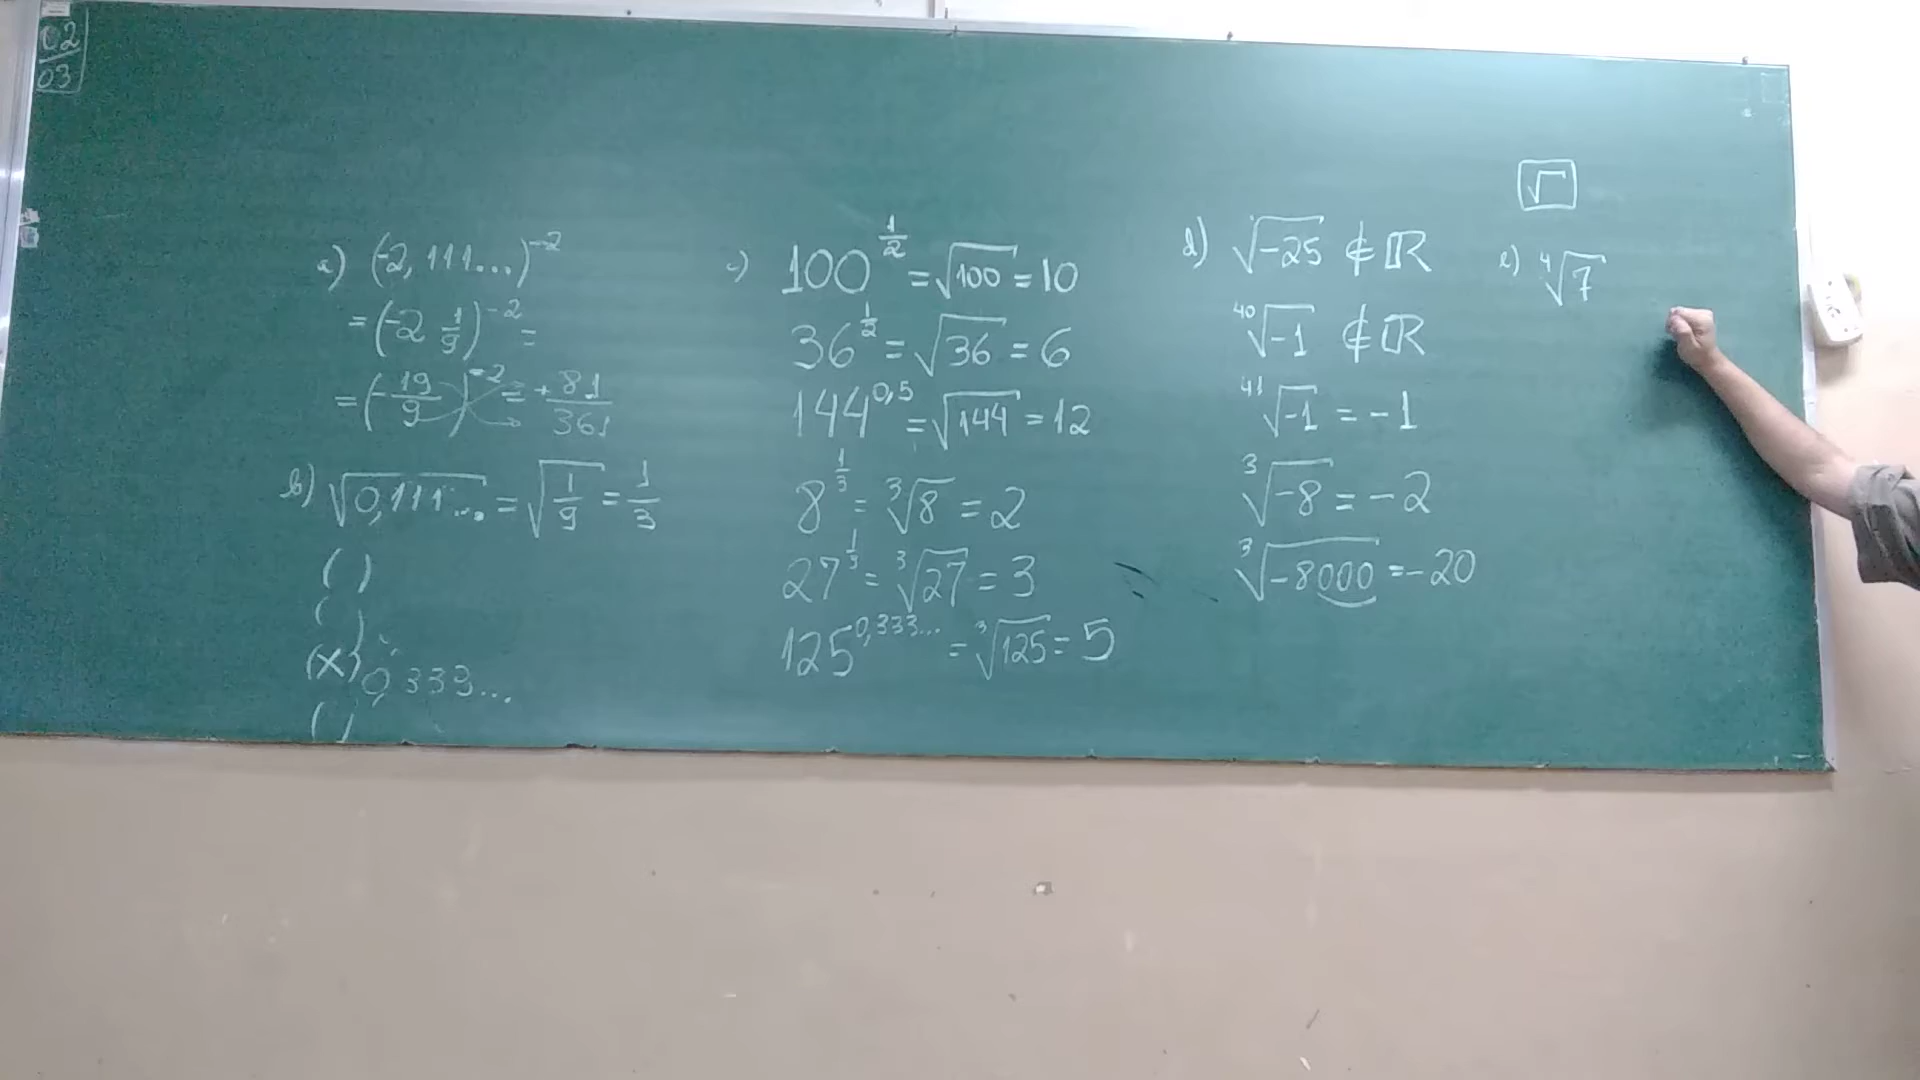 02
03
a) (-2,111...)⁻²
= (-2 1/9)⁻² =
= (-19/9)⁻² = +81/361
b) √0,111... = √(1/9) = 1/3
( )
( )
(X) 0,333...
( )
c) 100^(1/2) = √100 = 10
36^(1/2) = √36 = 6
144^0,5 = √144 = 12
8^(1/3) = ³√8 = 2
27^(1/3) = ³√27 = 3
125^0,333... = ³√125 = 5
d) √-25 ∉ ℝ
⁴⁰√-1 ∉ ℝ
⁴¹√-1 = -1
³√-8 = -2
³√-8000 = -20
√
e) ⁴√7